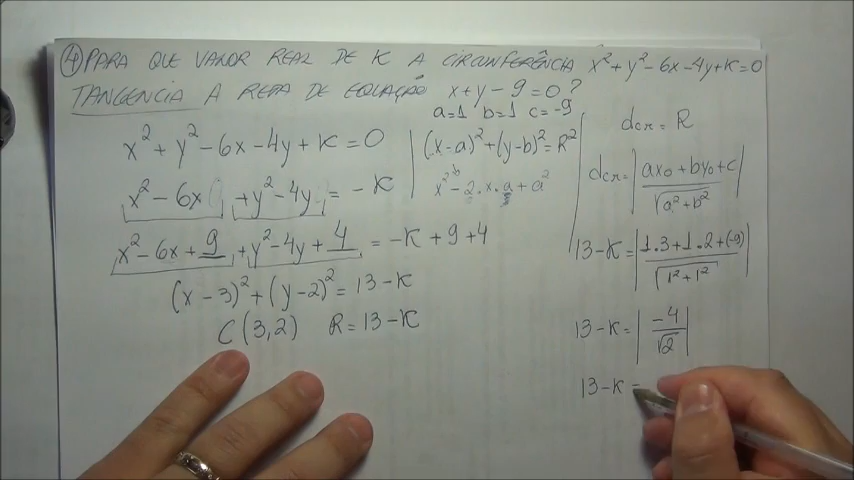 ④ PARA QUE VALOR REAL DE K A CIRCUNFERÊNCIA x² + y² - 6x - 4y + K = 0
TANGENCIA A RETA DE EQUAÇÃO x + y - 9 = 0 ?
a=1 b=1 c=-9
x² + y² - 6x - 4y + K = 0
x² - 6x + y² - 4y = - K
x² - 6x + 9 + y² - 4y + 4 = -K + 9 + 4
(x - 3)² + (y - 2)² = 13 - K
C (3,2) R = 13 - K
(x-a)² + (y-b)² = R²
x² - 2.x.a + a²
dcr = R
dcr = |ax₀ + by₀ + c / √a² + b²|
13 - K = |1.3 + 1.2 + (-9) / √1² + 1²|
13 - K = |-4 / √2|
13 - K =